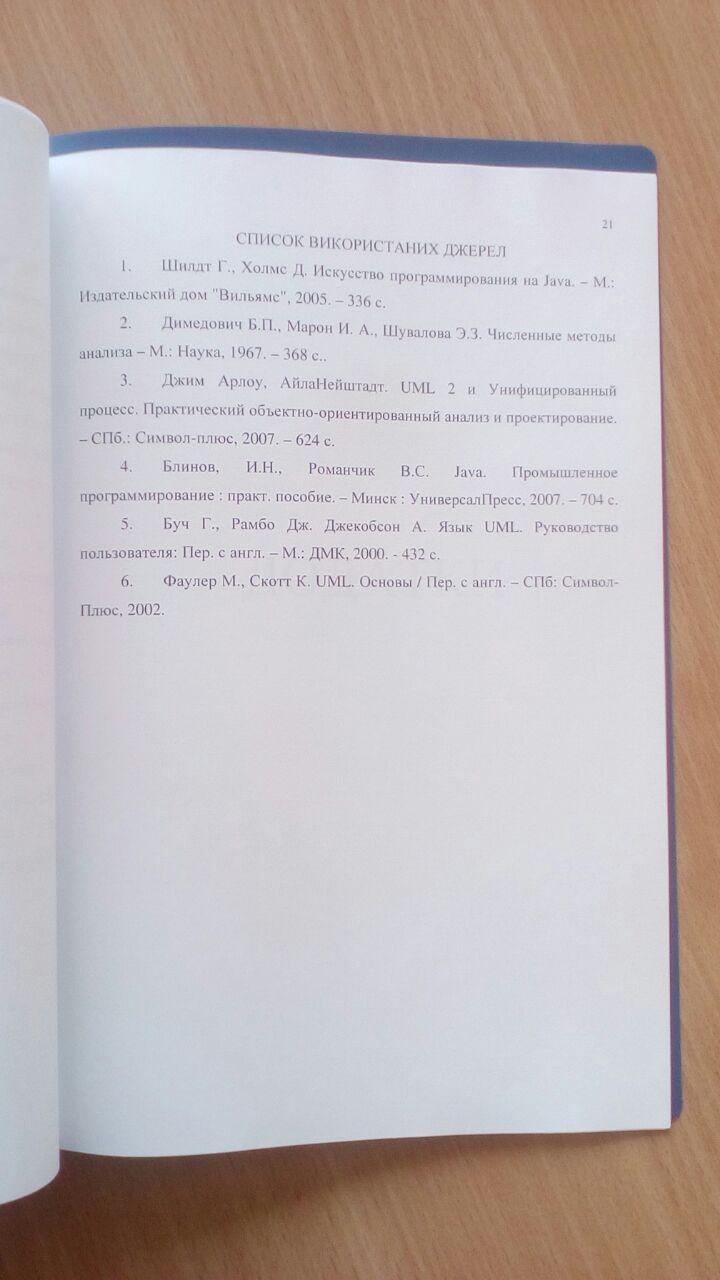 21
СПИСОК ВИКОРИСТАНИХ ДЖЕРЕЛ
1. Шилдт Г., Холмс Д. Искусство программирования на Java. – М.:
Издательский дом "Вильямс", 2005. – 336 с.
2. Димедович Б.П., Марон И. А., Шувалова Э.З. Численные методы
анализа – М.: Наука, 1967. – 368 с..
3. Джим Арлоу, АйлаНейштадт. UML 2 и Унифицированный
процесс. Практический объектно-ориентированный анализ и проектирование.
– СПб.: Символ-плюс, 2007. – 624 с.
4. Блинов, И.Н., Романчик В.С. Java. Промышленное
программирование : практ. пособие. – Минск : УниверсалПресс, 2007. – 704 с.
5. Буч Г., Рамбо Дж. Джекобсон А. Язык UML. Руководство
пользователя: Пер. с англ. – М.: ДМК, 2000. - 432 с.
6. Фаулер М., Скотт К. UML. Основы / Пер. с англ. – СПб: Символ-
Плюс, 2002.